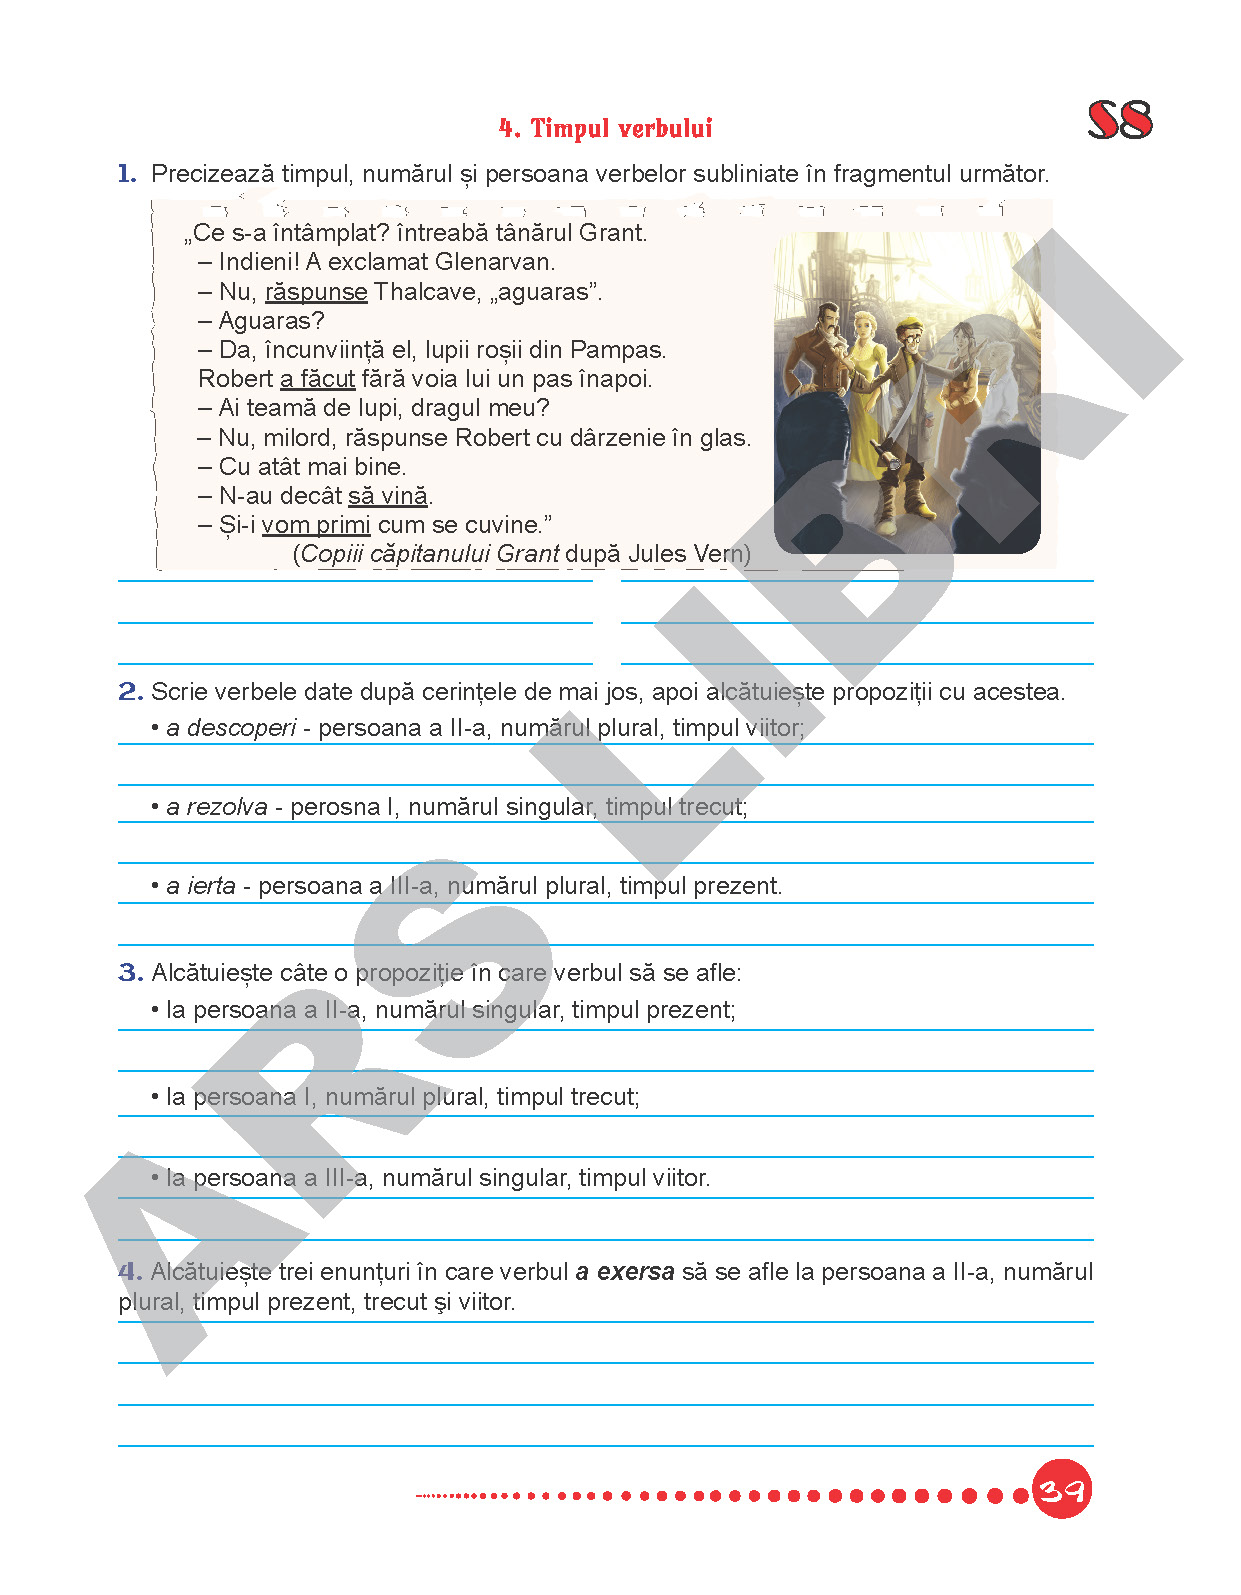 S8
4. Timpul verbului
1. Precizează timpul, numărul și persoana verbelor subliniate în fragmentul următor.
„Ce s-a întâmplat? întreabă tânărul Grant.
– Indieni! A exclamat Glenarvan.
– Nu, răspunse Thalcave, „aguaras”.
– Aguaras?
– Da, încunviință el, lupii roșii din Pampas.
Robert a făcut fără voia lui un pas înapoi.
– Ai teamă de lupi, dragul meu?
– Nu, milord, răspunse Robert cu dârzenie în glas.
– Cu atât mai bine.
– N-au decât să vină.
– Și-i vom primi cum se cuvine.”
(Copiii căpitanului Grant după Jules Vern)
2. Scrie verbele date după cerințele de mai jos, apoi alcătuiește propoziții cu acestea.
• a descoperi - persoana a II-a, numărul plural, timpul viitor;
• a rezolva - perosna I, numărul singular, timpul trecut;
• a ierta - persoana a III-a, numărul plural, timpul prezent.
3. Alcătuiește câte o propoziție în care verbul să se afle:
• la persoana a II-a, numărul singular, timpul prezent;
• la persoana I, numărul plural, timpul trecut;
• la persoana a III-a, numărul singular, timpul viitor.
4. Alcătuiește trei enunțuri în care verbul a exersa să se afle la persoana a II-a, numărul
plural, timpul prezent, trecut şi viitor.
39
ARS LIBRI